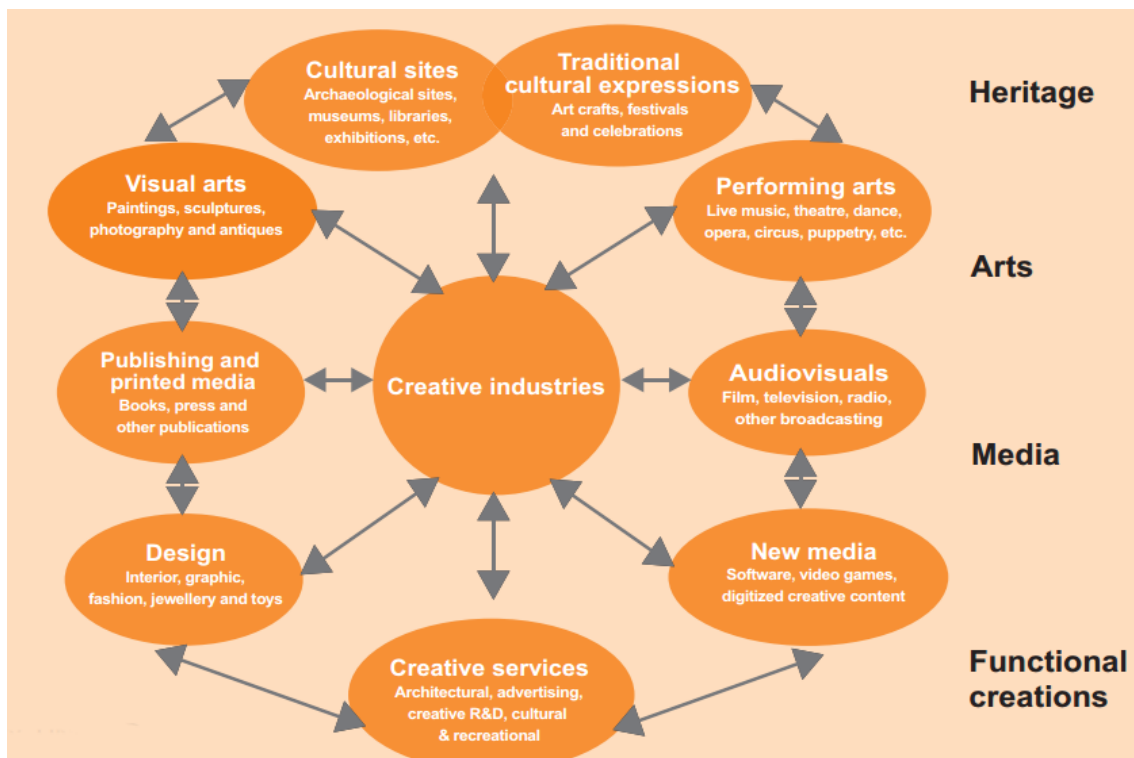 Cultural sites
Archaeological sites,
museums, libraries,
exhibitions, etc.
Traditional
cultural expressions
Art crafts, festivals
and celebrations
Heritage
Visual arts
Paintings, sculptures,
photography and antiques
Performing arts
Live music, theatre, dance,
opera, circus, puppetry, etc.
Arts
Publishing and
printed media
Books, press and
other publications
Creative industries
Audiovisuals
Film, television, radio,
other broadcasting
Media
Design
Interior, graphic,
fashion, jewellery and toys
New media
Software, video games,
digitized creative content
Creative services
Architectural, advertising,
creative R&D, cultural
& recreational
Functional
creations